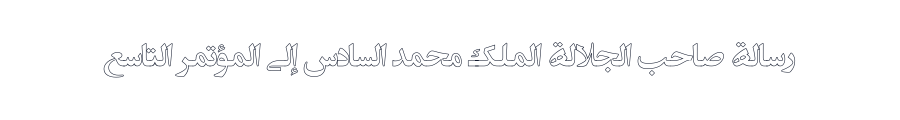 رسالة صاحب الجلالة الملك محمد السادس إلى المؤتمر التاسع